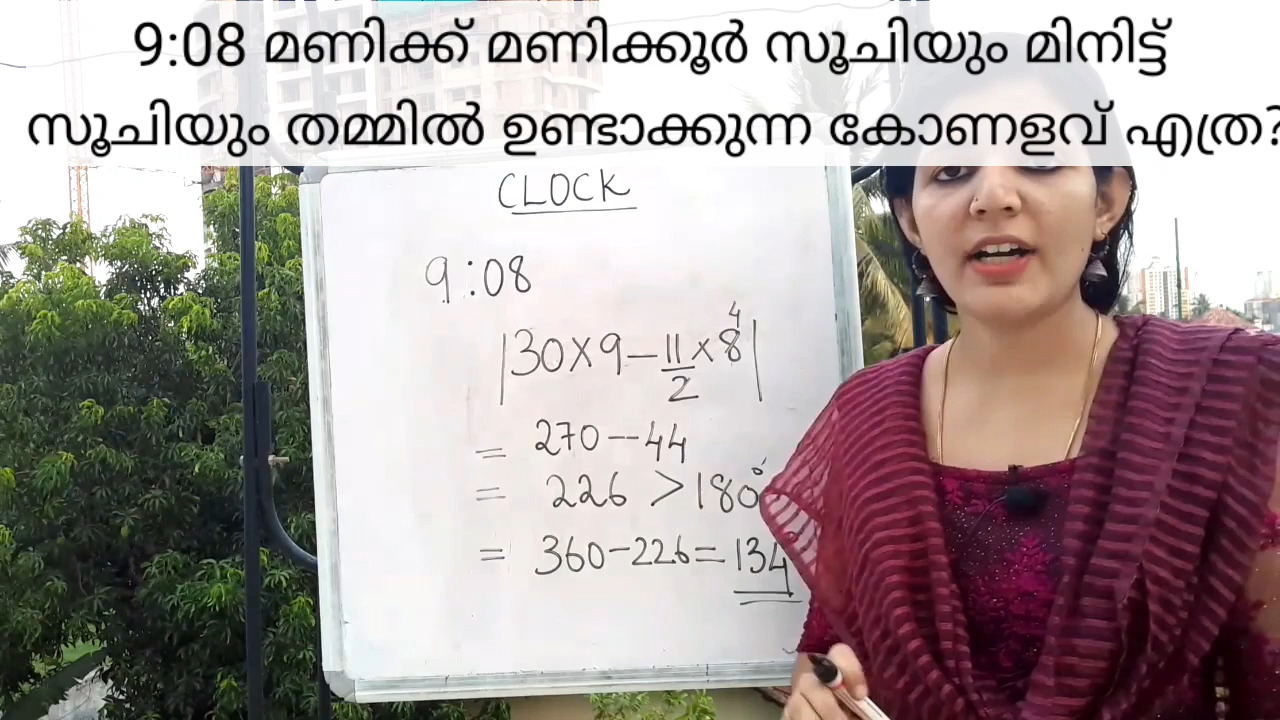 9:08 മണിക്ക് മണിക്കൂർ സൂചിയും മിനിട്ട്
സൂചിയും തമ്മിൽ ഉണ്ടാക്കുന്ന കോണളവ് എത്ര?
CLOCK
9:08
|30×9−11/2×8 4|
= 270−44
= 226 > 180°
= 360−226 = 134